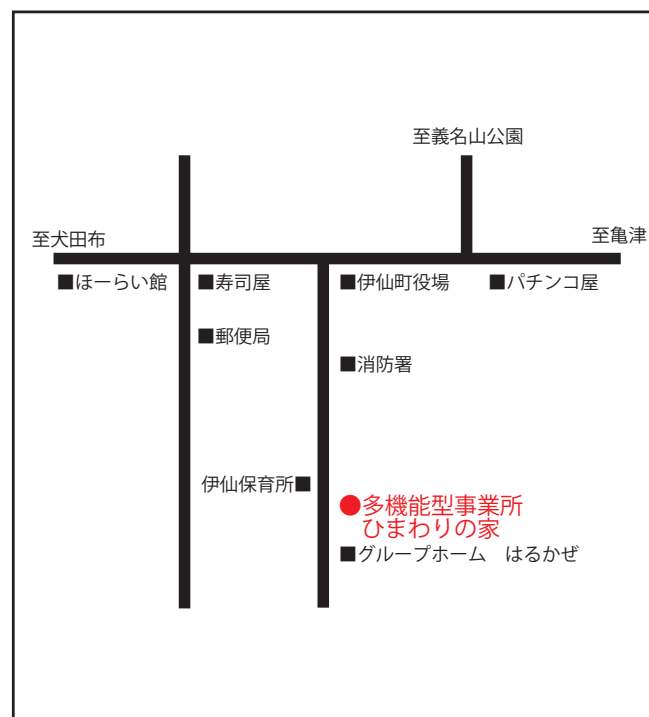 至義名山公園
至犬田布
至亀津
■ほーらい館
■寿司屋
■伊仙町役場
■パチンコ屋
■郵便局
■消防署
伊仙保育所■
●多機能型事業所
ひまわりの家
■グループホーム　はるかぜ